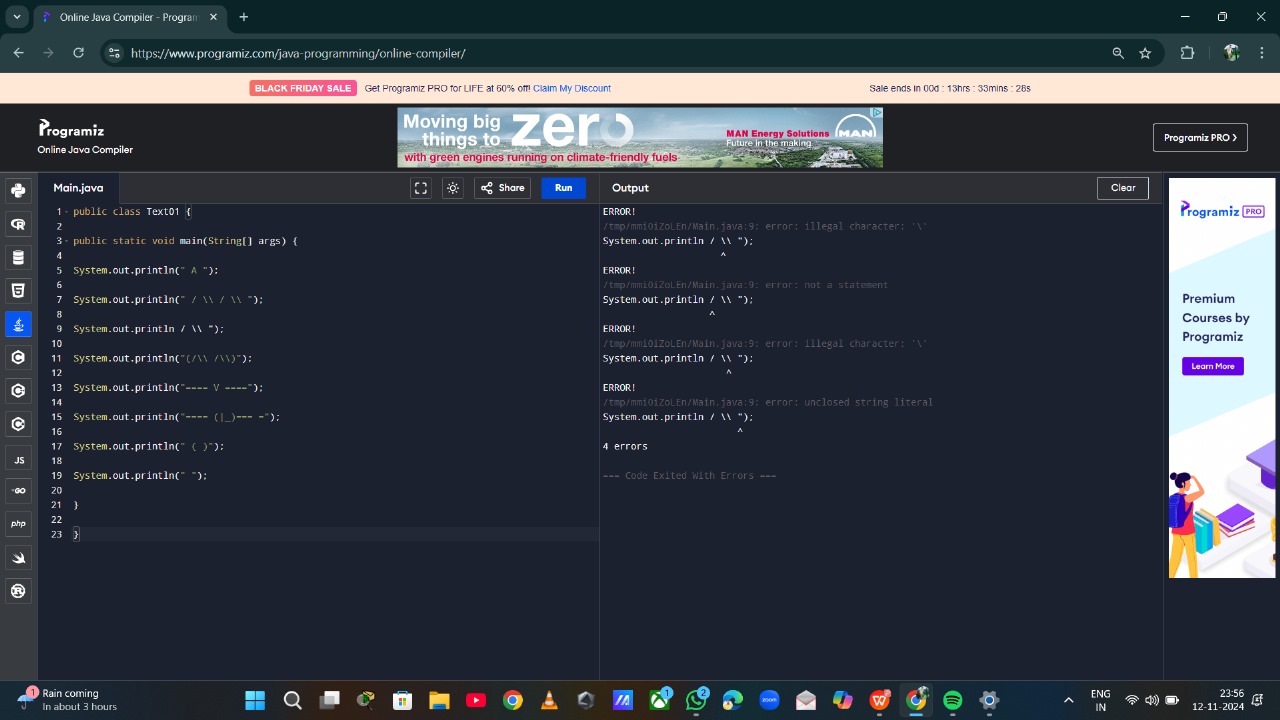 Online Java Compiler - Program
https://www.programiz.com/java-programming/online-compiler/
BLACK FRIDAY SALE Get Programiz PRO for LIFE at 60% off! Claim My Discount Sale ends in 00d : 13hrs : 33mins : 28s
Programiz
Online Java Compiler
Moving big
things to zero
with green engines running on climate-friendly fuels
MAN Energy Solutions
Future in the making
MAN
Programiz PRO >
Main.java Share Run
1 public class Text01 {
2
3 public static void main(String[] args) {
4
5 System.out.println(" A ");
6
7 System.out.println(" / \\ / \\ ");
8
9 System.out.println / \\ ");
10
11 System.out.println("(/\\ /\\)");
12
13 System.out.println("---- V ----");
14
15 System.out.println("---- (|_)--- -");
16
17 System.out.println(" ( )");
18
19 System.out.println(" ");
20
21 }
22
23 }
Output Clear
ERROR!
/tmp/mmi0iZoLEn/Main.java:9: error: illegal character: '\'
System.out.println / \\ ");
^
ERROR!
/tmp/mmi0iZoLEn/Main.java:9: error: not a statement
System.out.println / \\ ");
^
ERROR!
/tmp/mmi0iZoLEn/Main.java:9: error: illegal character: '\'
System.out.println / \\ ");
^
ERROR!
/tmp/mmi0iZoLEn/Main.java:9: error: unclosed string literal
System.out.println / \\ ");
^
4 errors
--- Code Exited With Errors ---
Programiz PRO
Premium
Courses by
Programiz
Learn More
JS
GO
php
1
Rain coming
In about 3 hours
1
2
zoom
ENG
IN
23:56
12-11-2024